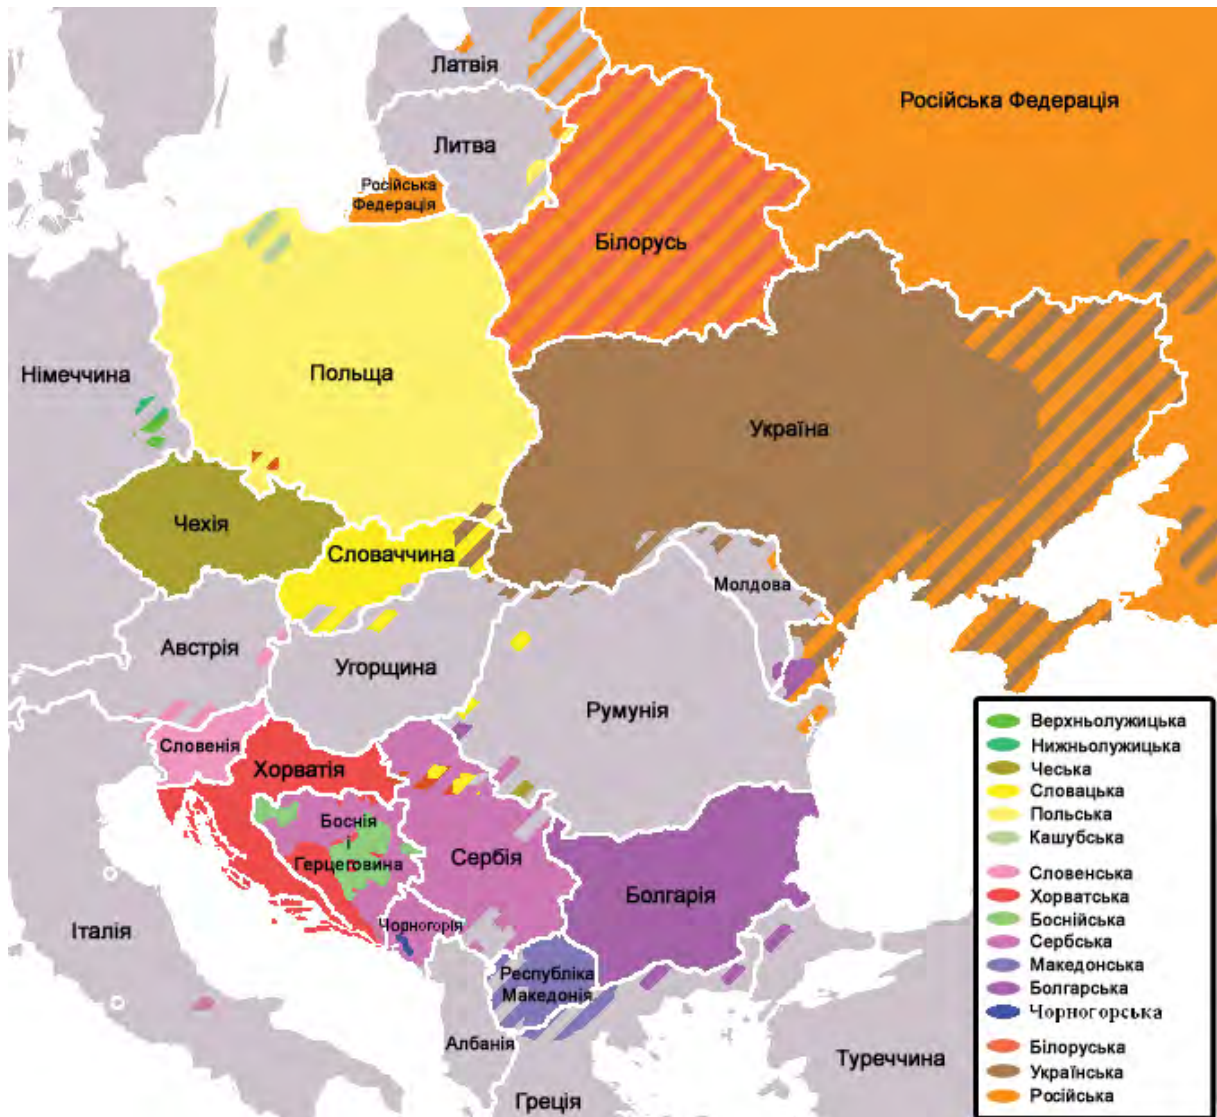 Латвія
Російська Федерація
Литва
Російська
Федерація
Білорусь
Німеччина
Польща
Україна
Чехія
Словаччина
Молдова
Австрія
Угорщина
Румунія
Словенія
Хорватія
Боснія
і
Герцеговина
Сербія
Болгарія
Чорногорія
Італія
Республіка
Македонія
Албанія
Греція
Туреччина
Верхньолужицька
Нижньолужицька
Чеська
Словацька
Польська
Кашубська
Словенська
Хорватська
Боснійська
Сербська
Македонська
Болгарська
Чорногорська
Білоруська
Українська
Російська